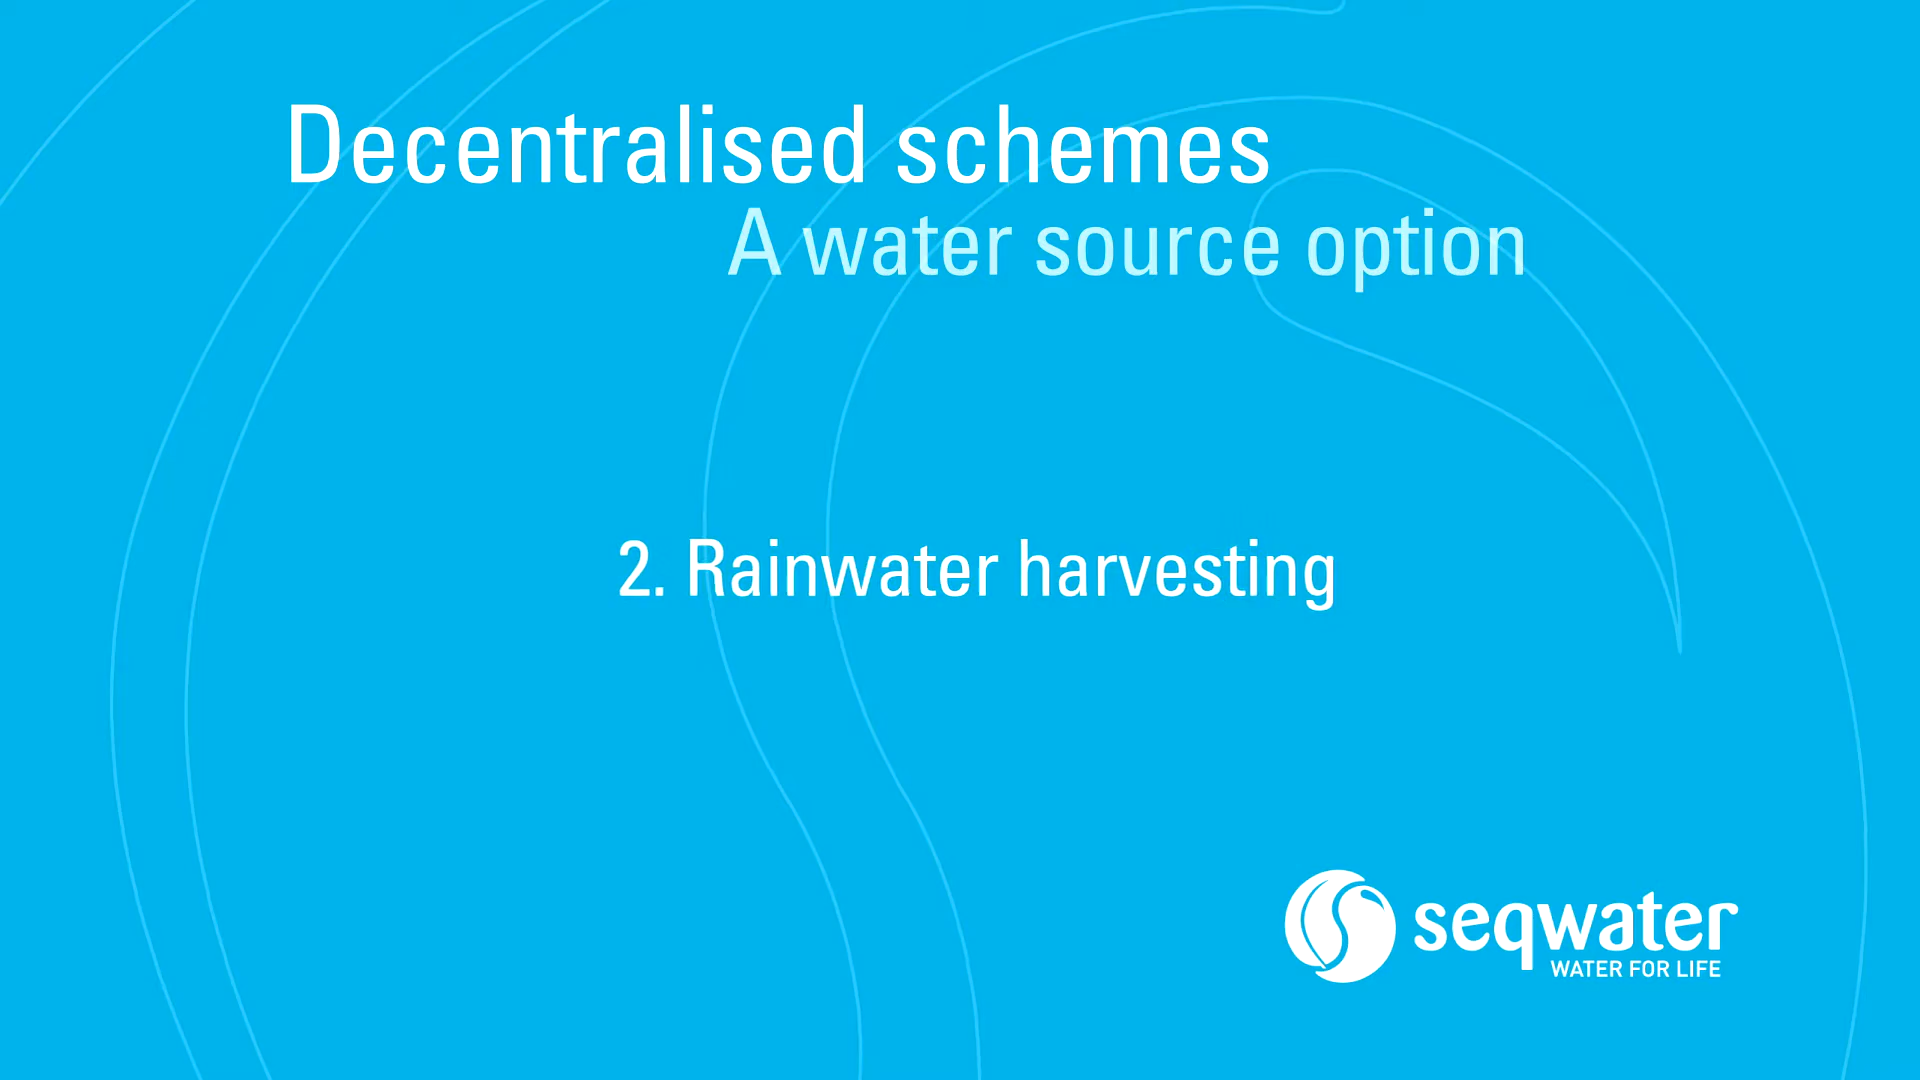 Decentralised schemes
A water source option
2. Rainwater harvesting
seqwater
WATER FOR LIFE